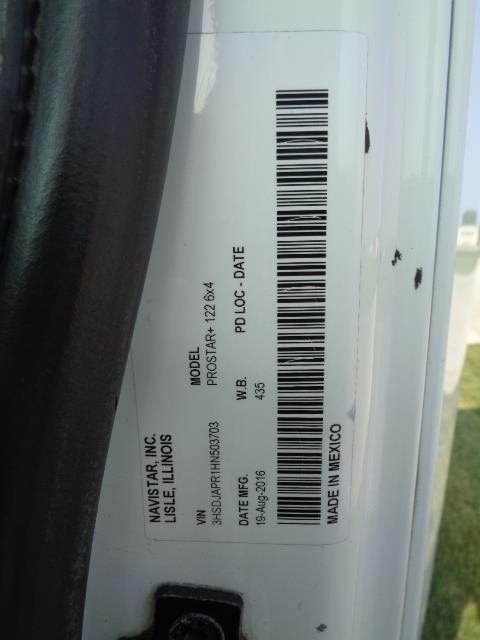 NAVISTAR, INC.
LISLE, ILLINOIS
VIN MODEL
3HSDJAPR1HN503703 PROSTAR+ 122 6x4
DATE MFG. W.B. PD LOC - DATE
19-Aug-2016 435
MADE IN MEXICO